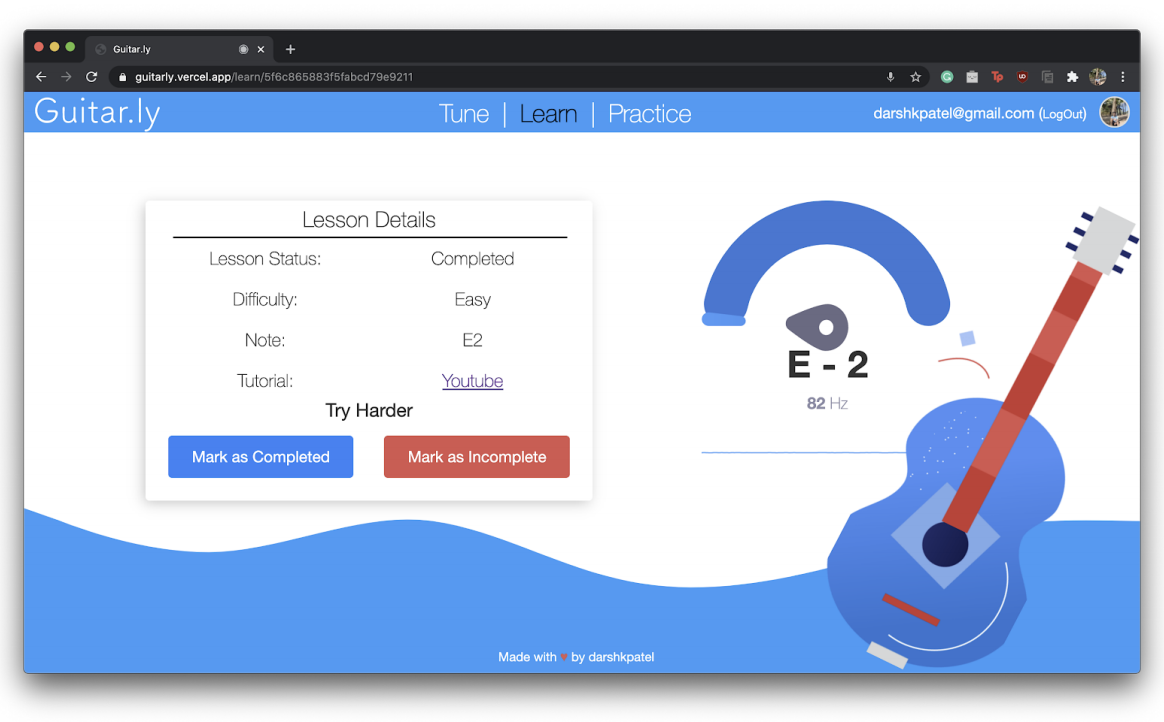 Guitar.ly
guitarly.vercel.app/learn/5f6c865883f5fabcd79e9211
Tp
Guitar.ly
Tune | Learn | Practice
darshkpatel@gmail.com (LogOut)
Lesson Details
Lesson Status: Completed
Difficulty: Easy
Note: E2
Tutorial: Youtube
Try Harder
Mark as Completed
Mark as Incomplete
E - 2
82 Hz
Made with ♥ by darshkpatel